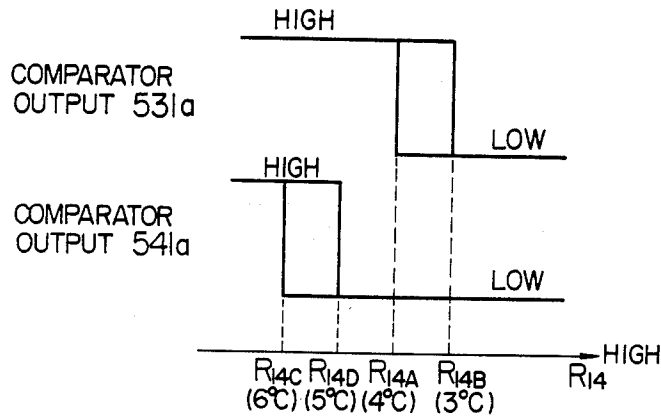 HIGH
COMPARATOR
OUTPUT 531a
LOW
HIGH
COMPARATOR
OUTPUT 541a
LOW
HIGH
R14C R14D R14A R14B R14
(6°C) (5°C) (4°C) (3°C)